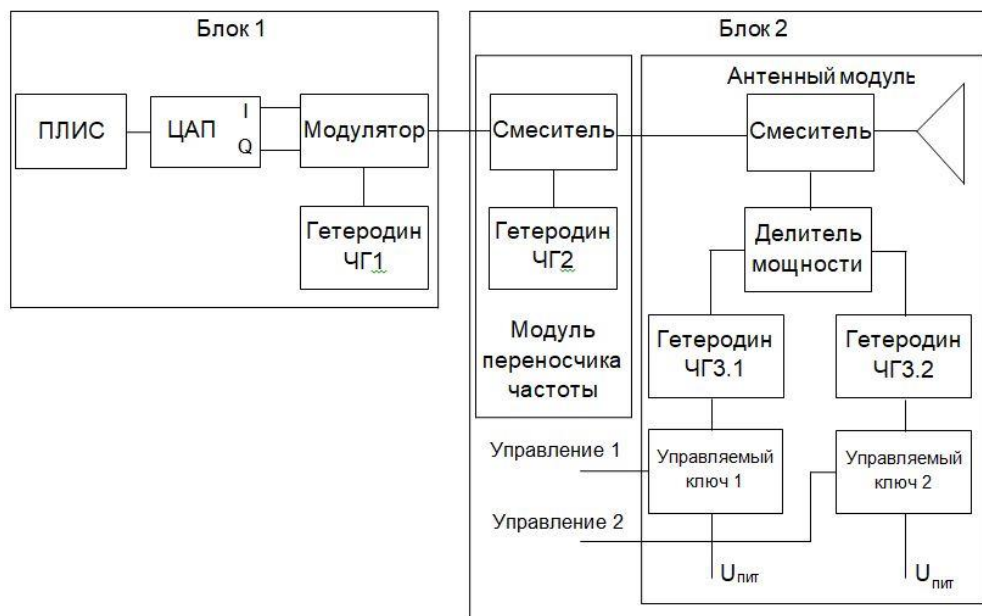 Блок 1
ПЛИС
ЦАП
I
Q
Модулятор
Гетеродин
ЧГ1
Блок 2
Смеситель
Гетеродин
ЧГ2
Модуль
переносчика
частоты
Антенный модуль
Смеситель
Делитель
мощности
Гетеродин
ЧГ3.1
Гетеродин
ЧГ3.2
Управление 1
Управляемый
ключ 1
Управляемый
ключ 2
Управление 2
Uпит
Uпит